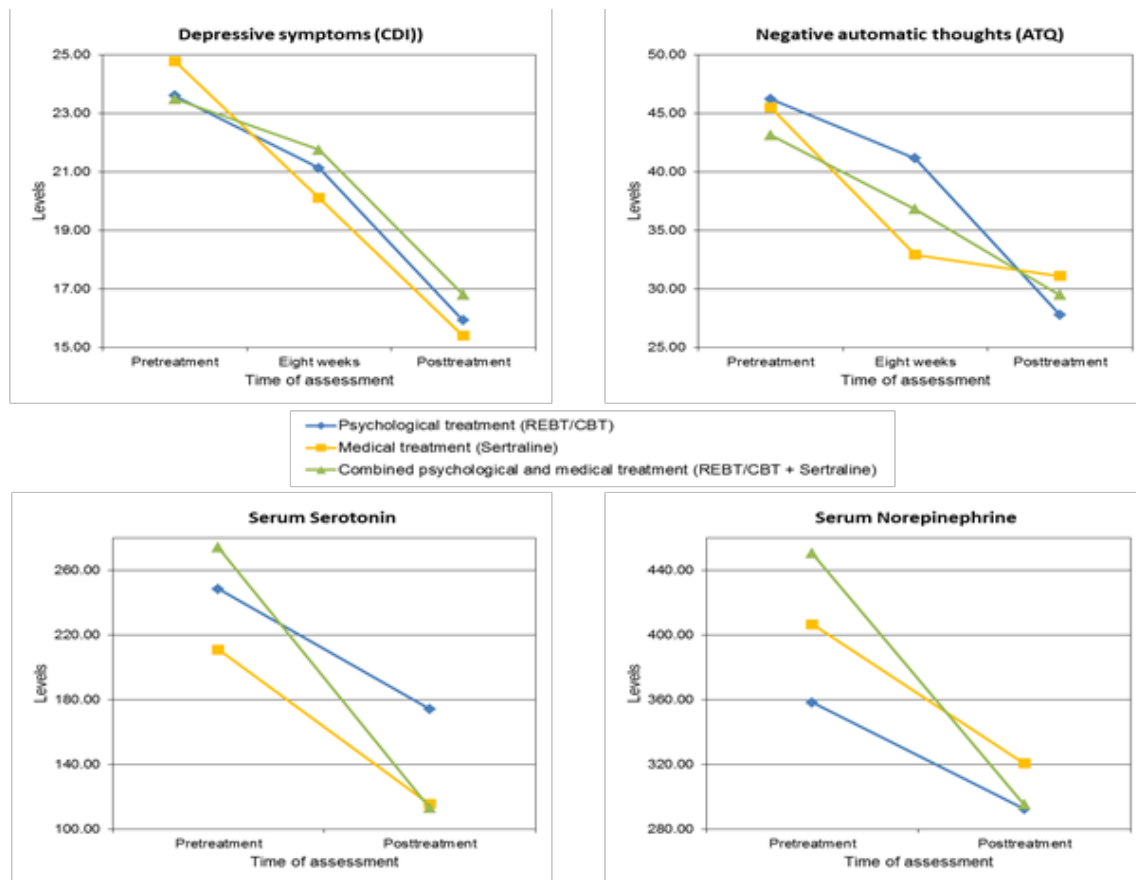 Depressive symptoms (CDI))
25.00
23.00
21.00
19.00
17.00
15.00
Levels
Pretreatment Eight weeks Posttreatment
Time of assessment
Negative automatic thoughts (ATQ)
50.00
45.00
40.00
35.00
30.00
25.00
Levels
Pretreatment Eight weeks Posttreatment
Time of assessment
Psychological treatment (REBT/CBT)
Medical treatment (Sertraline)
Combined psychological and medical treatment (REBT/CBT + Sertraline)
Serum Serotonin
260.00
220.00
180.00
140.00
100.00
Levels
Pretreatment Posttreatment
Time of assessment
Serum Norepinephrine
440.00
400.00
360.00
320.00
280.00
Levels
Pretreatment Posttreatment
Time of assessment